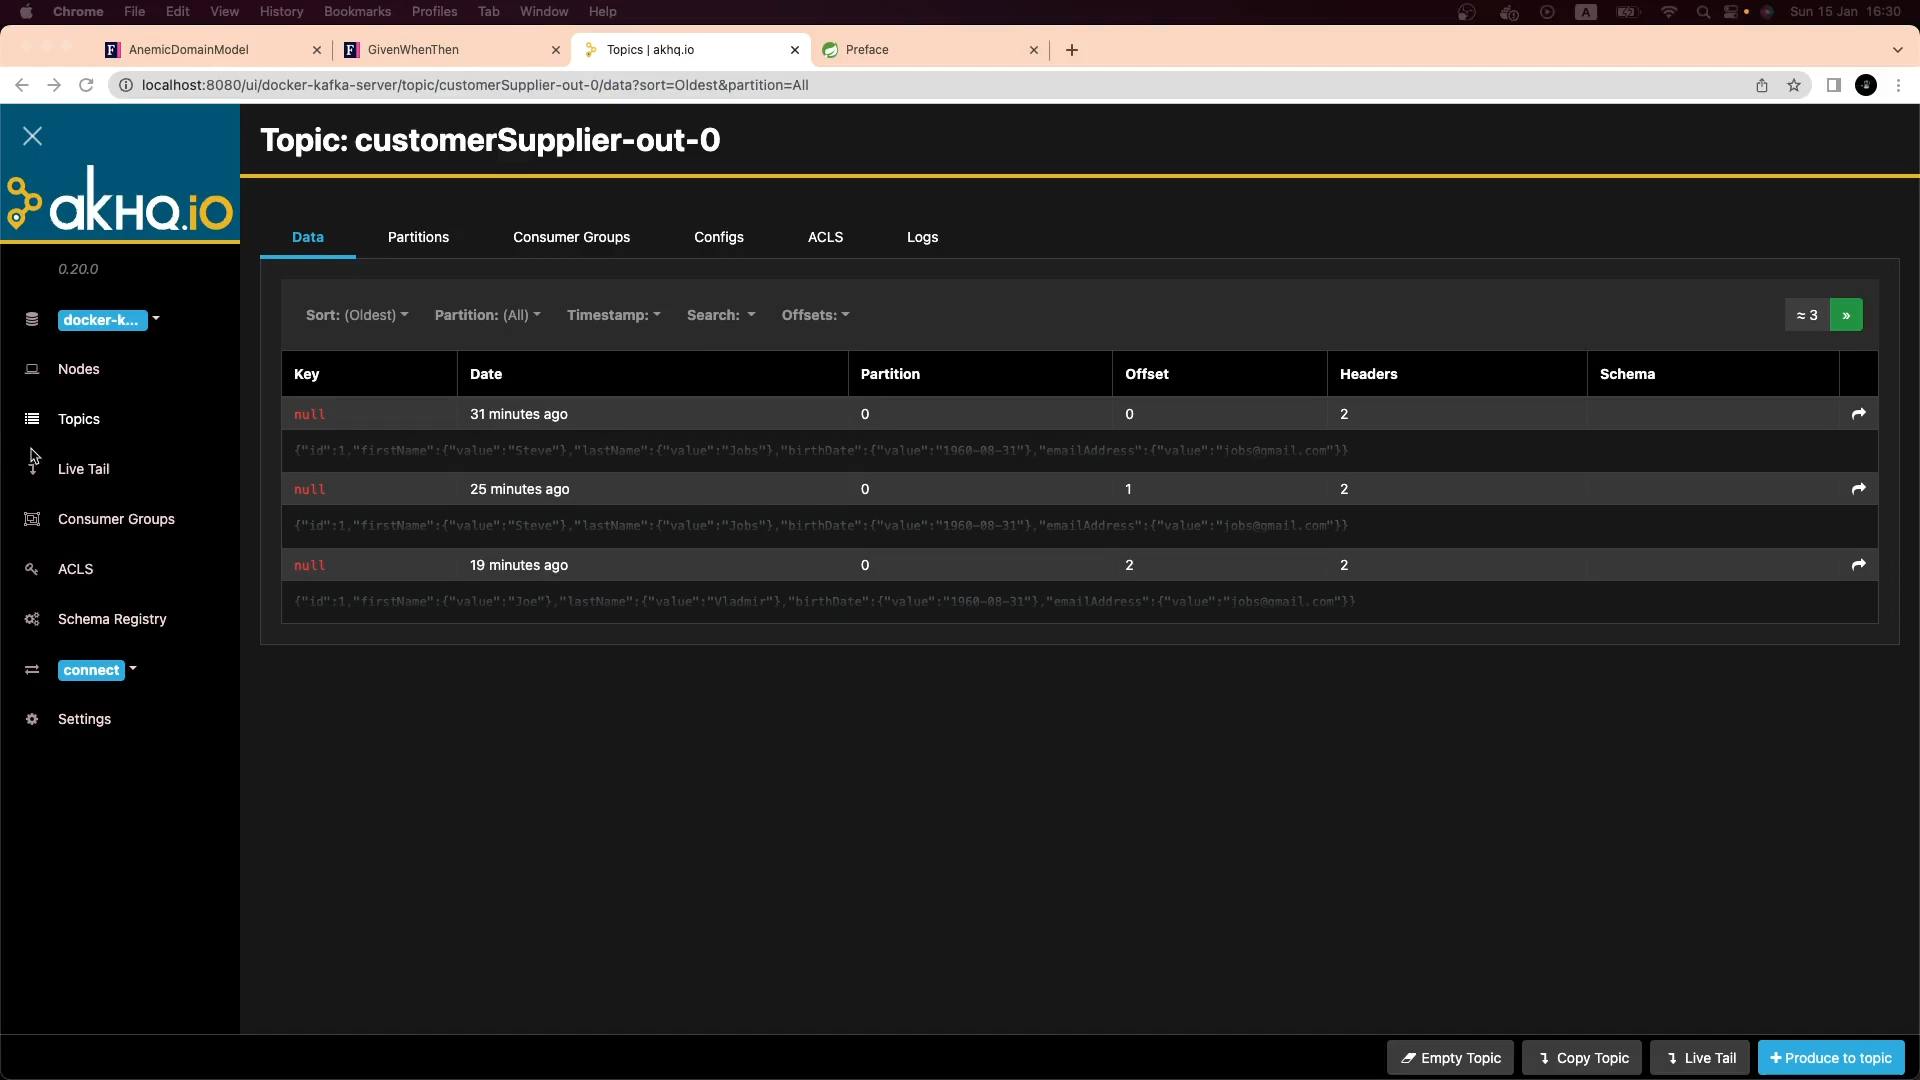 Chrome File Edit View History Bookmarks Profiles Tab Window Help A Sun 15 Jan 16:30
AnemicDomainModel GivenWhenThen Topics | akhq.io Preface
localhost:8080/ui/docker-kafka-server/topic/customerSupplier-out-0/data?sort=Oldest&partition=All
akHQ.io
0.20.0
docker-k...
Nodes
Topics
Live Tail
Consumer Groups
ACLS
Schema Registry
connect
Settings
Topic: customerSupplier-out-0
Data Partitions Consumer Groups Configs ACLS Logs
Sort: (Oldest) Partition: (All) Timestamp: Search: Offsets: ≈ 3 »
Key Date Partition Offset Headers Schema
null 31 minutes ago 0 0 2
{"id":1,"firstName":{"value":"Steve"},"lastName":{"value":"Jobs"},"birthDate":{"value":"1960-08-31"},"emailAddress":{"value":"jobs@gmail.com"}}
null 25 minutes ago 0 1 2
{"id":1,"firstName":{"value":"Steve"},"lastName":{"value":"Jobs"},"birthDate":{"value":"1960-08-31"},"emailAddress":{"value":"jobs@gmail.com"}}
null 19 minutes ago 0 2 2
{"id":1,"firstName":{"value":"Joe"},"lastName":{"value":"Vladmir"},"birthDate":{"value":"1960-08-31"},"emailAddress":{"value":"jobs@gmail.com"}}
Empty Topic Copy Topic Live Tail + Produce to topic